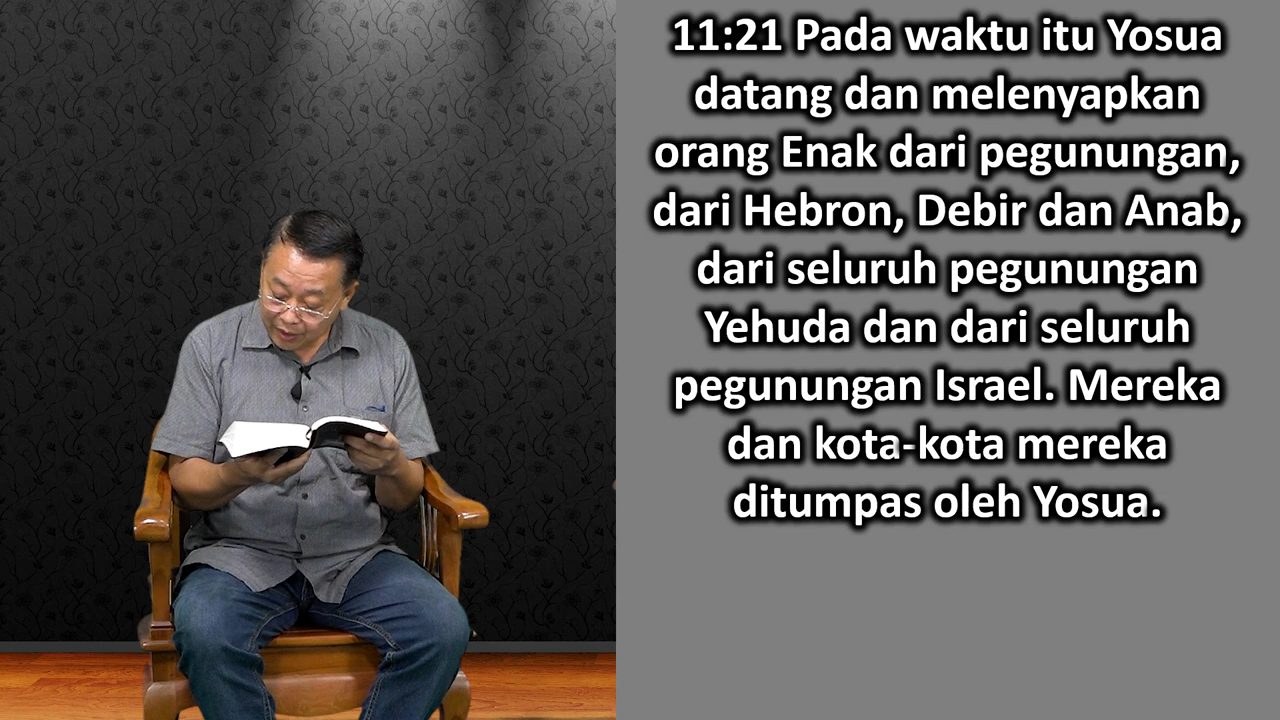 11:21 Pada waktu itu Yosua
datang dan melenyapkan
orang Enak dari pegunungan,
dari Hebron, Debir dan Anab,
dari seluruh pegunungan
Yehuda dan dari seluruh
pegunungan Israel. Mereka
dan kota-kota mereka
ditumpas oleh Yosua.